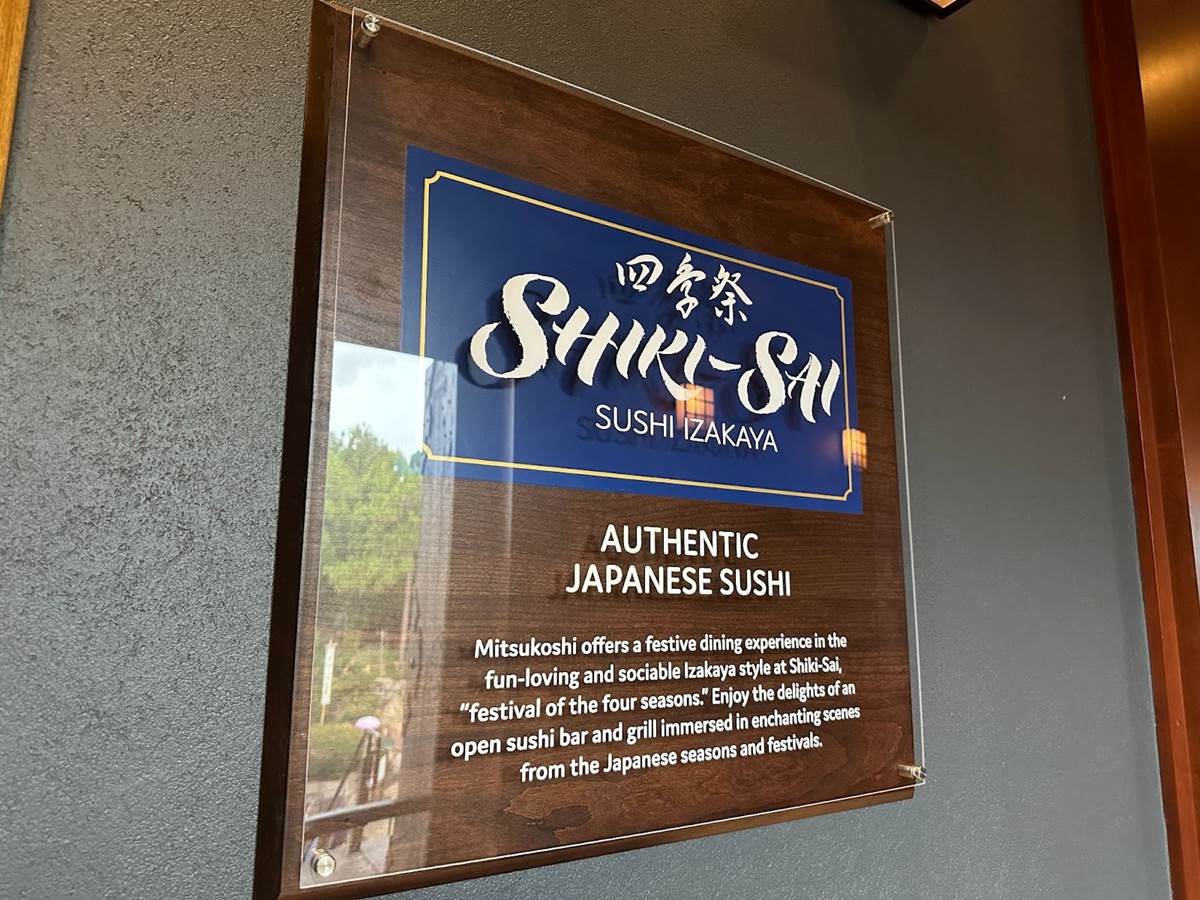 四季祭
SHIKI-SAI
SUSHI IZAKAYA
AUTHENTIC
JAPANESE SUSHI
Mitsukoshi offers a festive dining experience in the
fun-loving and sociable Izakaya style at Shiki-Sai,
“festival of the four seasons.” Enjoy the delights of an
open sushi bar and grill immersed in enchanting scenes
from the Japanese seasons and festivals.